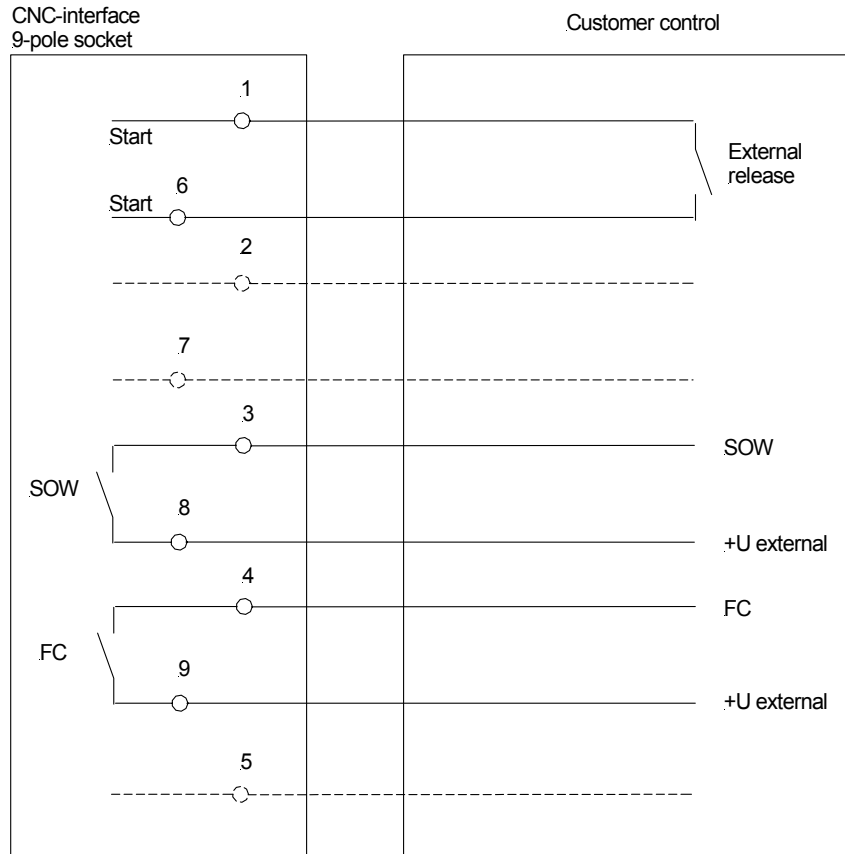 CNC-interface
9-pole socket
Customer control
1
Start
External
release
6
Start
2
7
3
SOW
SOW
8
+U external
4
FC
FC
9
+U external
5